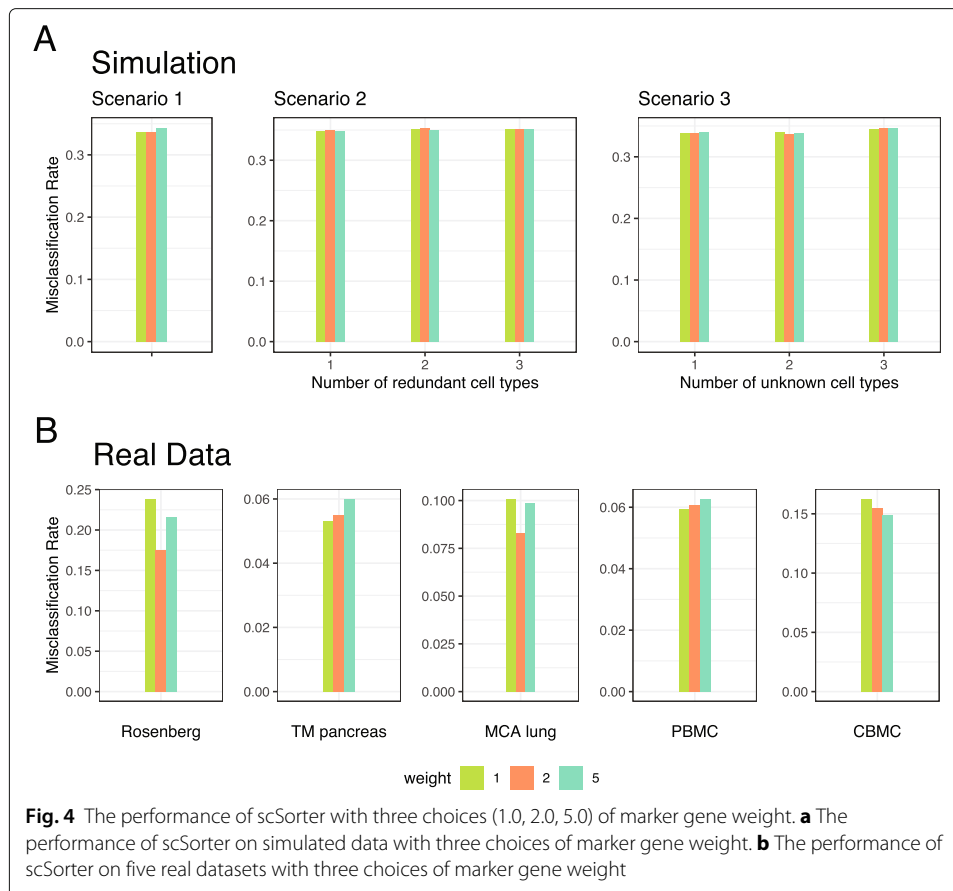 A
Simulation
Scenario 1
Scenario 2
Scenario 3
Misclassification Rate
0.3
0.2
0.1
0.0
0.3
0.2
0.1
0.0
1
2
3
Number of redundant cell types
0.3
0.2
0.1
0.0
1
2
3
Number of unknown cell types
B
Real Data
Misclassification Rate
0.25
0.20
0.15
0.10
0.05
0.00
Rosenberg
0.06
0.04
0.02
0.00
TM pancreas
0.100
0.075
0.050
0.025
0.000
MCA lung
0.06
0.04
0.02
0.00
PBMC
0.15
0.10
0.05
0.00
CBMC
weight 1 2 5
Fig. 4 The performance of scSorter with three choices (1.0, 2.0, 5.0) of marker gene weight. a The
performance of scSorter on simulated data with three choices of marker gene weight. b The performance of
scSorter on five real datasets with three choices of marker gene weight